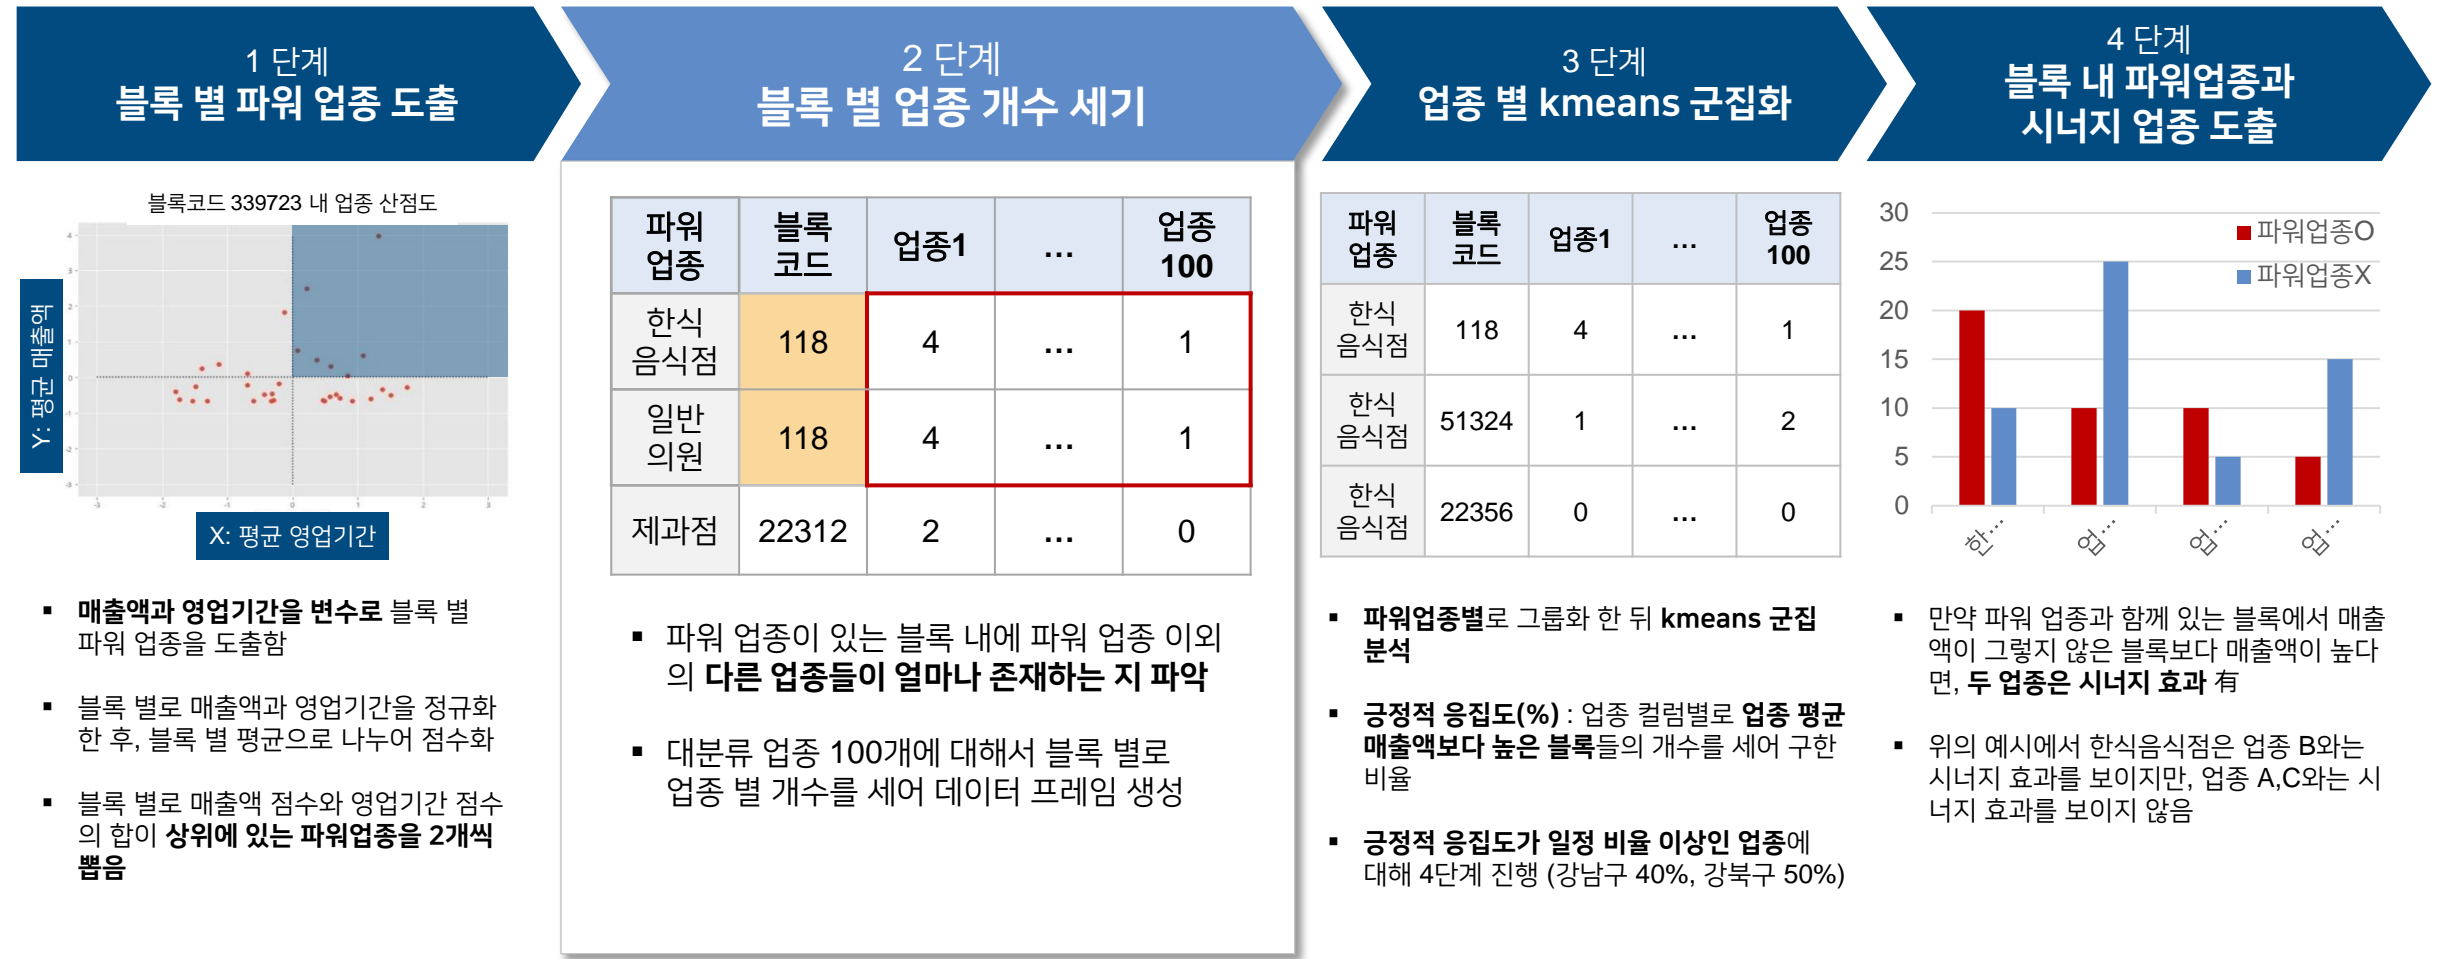 1 단계
블록 별 파워 업종 도출
블록코드 339723 내 업종 산점도
Y: 평균 매출액
4
3
2
1
0
-1
-2
-3
-3
-2
-1
0
1
2
3
X: 평균 영업기간
▪ 매출액과 영업기간을 변수로 블록 별
파워 업종을 도출함
▪ 블록 별로 매출액과 영업기간을 정규화
한 후, 블록 별 평균으로 나누어 점수화
▪ 블록 별로 매출액 점수와 영업기간 점수
의 합이 상위에 있는 파워업종을 2개씩
뽑음
2 단계
블록 별 업종 개수 세기
파워 업종 블록 코드 업종1 ... 업종 100
한식 음식점 118 4 ... 1
일반 의원 118 4 ... 1
제과점 22312 2 ... 0
▪ 파워 업종이 있는 블록 내에 파워 업종 이외
의 다른 업종들이 얼마나 존재하는 지 파악
▪ 대분류 업종 100개에 대해서 블록 별로
업종 별 개수를 세어 데이터 프레임 생성
3 단계
업종 별 kmeans 군집화
파워 업종 블록 코드 업종1 ... 업종 100
한식 음식점 118 4 ... 1
한식 음식점 51324 1 ... 2
한식 음식점 22356 0 ... 0
▪ 파워업종별로 그룹화 한 뒤 kmeans 군집
분석
▪ 긍정적 응집도(%) : 업종 컬럼별로 업종 평균
매출액보다 높은 블록들의 개수를 세어 구한
비율
▪ 긍정적 응집도가 일정 비율 이상인 업종에
대해 4단계 진행 (강남구 40%, 강북구 50%)
4 단계
블록 내 파워업종과
시너지 업종 도출
30
25
20
15
10
5
0
파워업종O
파워업종X
한...
업...
업...
업...
▪ 만약 파워 업종과 함께 있는 블록에서 매출
액이 그렇지 않은 블록보다 매출액이 높다
면, 두 업종은 시너지 효과 有
▪ 위의 예시에서 한식음식점은 업종 B와는
시너지 효과를 보이지만, 업종 A,C와는 시
너지 효과를 보이지 않음